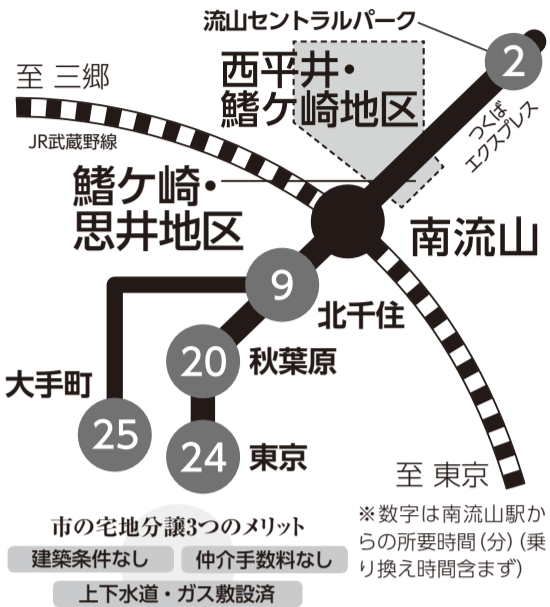 流山セントラルパーク
2
西平井・
鰭ケ崎地区
至 三郷
つくば
エクスプレス
JR武蔵野線
鰭ケ崎・
思井地区
南流山
9
北千住
20
秋葉原
大手町
25
24
東京
至 東京
市の宅地分譲3つのメリット
建築条件なし
仲介手数料なし
上下水道・ガス敷設済
※数字は南流山駅か
らの所要時間(分)(乗
り換え時間含まず)